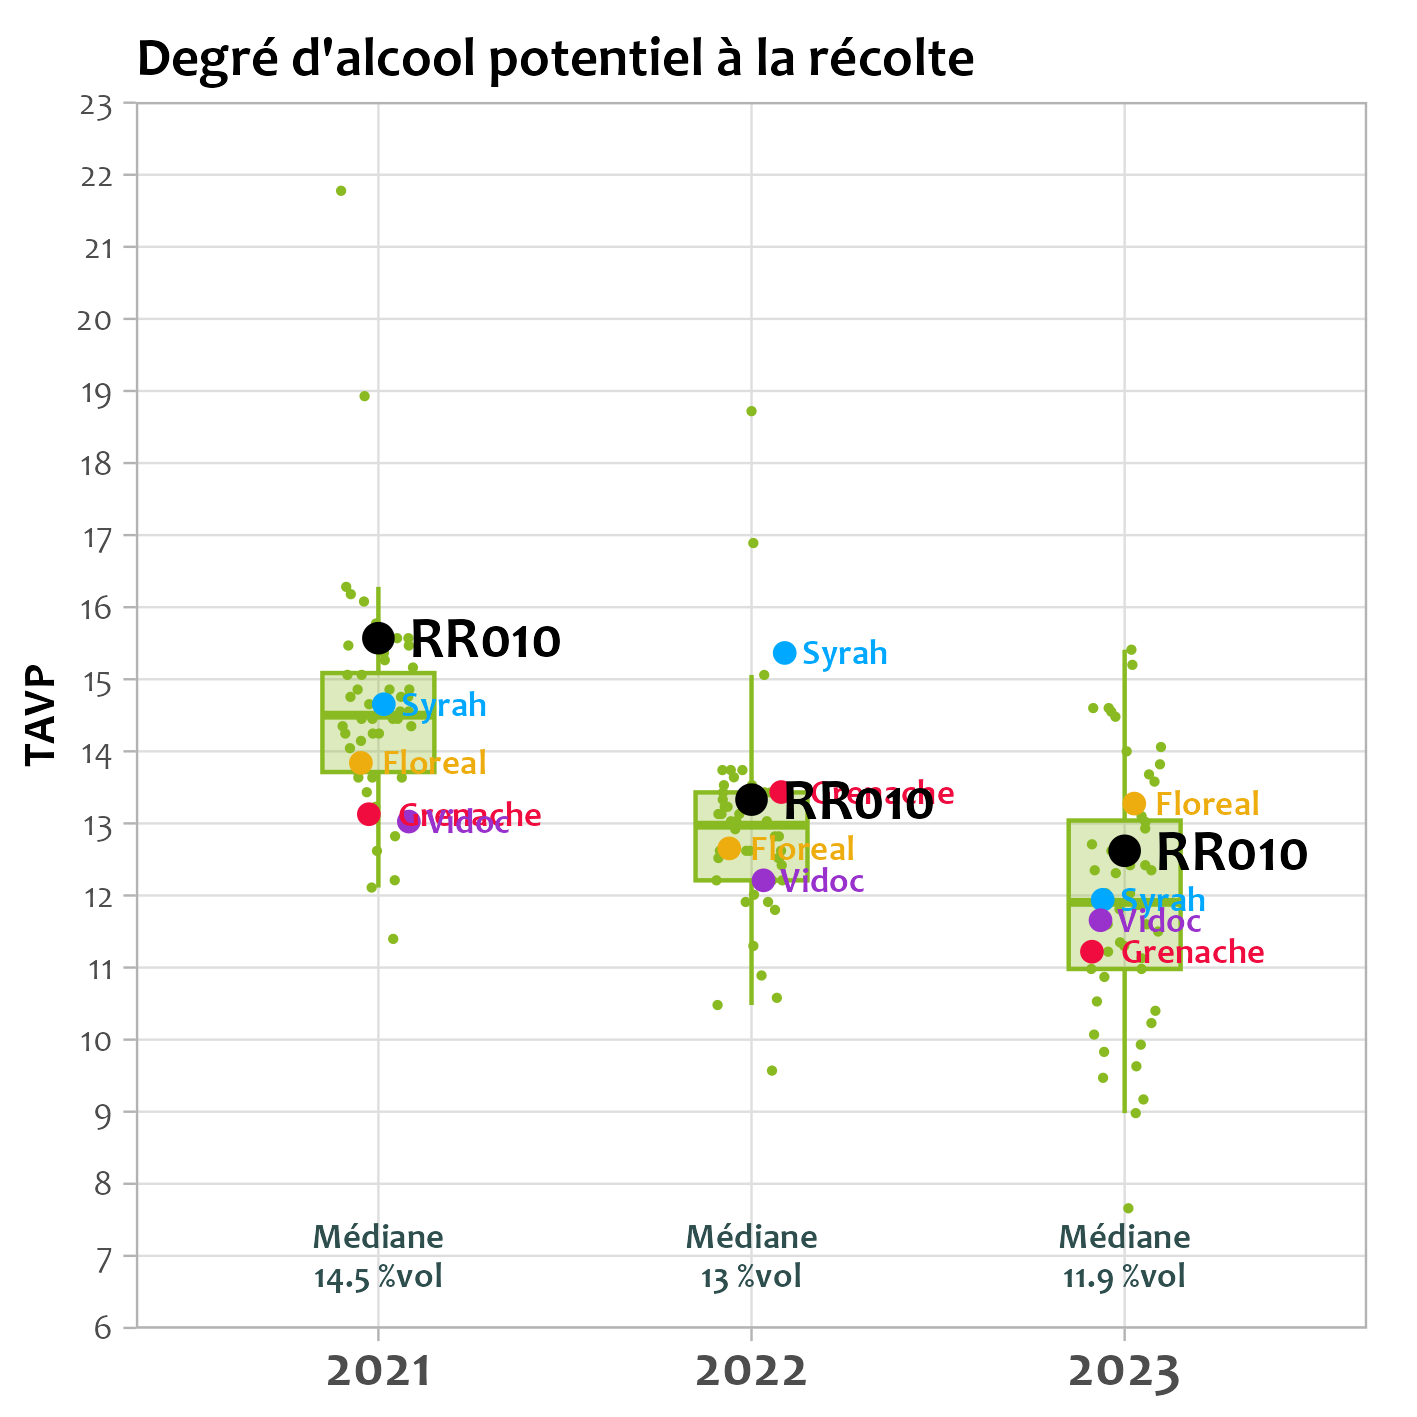 Degré d'alcool potentiel à la récolte
TAVP
23
22
21
20
19
18
17
16
15
14
13
12
11
10
9
8
7
6
RR010
Syrah
Floreal
Grenache
Vidoc
Médiane
14.5 %vol
2021
Syrah
Grenache
RR010
Floreal
Vidoc
Médiane
13 %vol
2022
Floreal
RR010
Syrah
Vidoc
Grenache
Médiane
11.9 %vol
2023